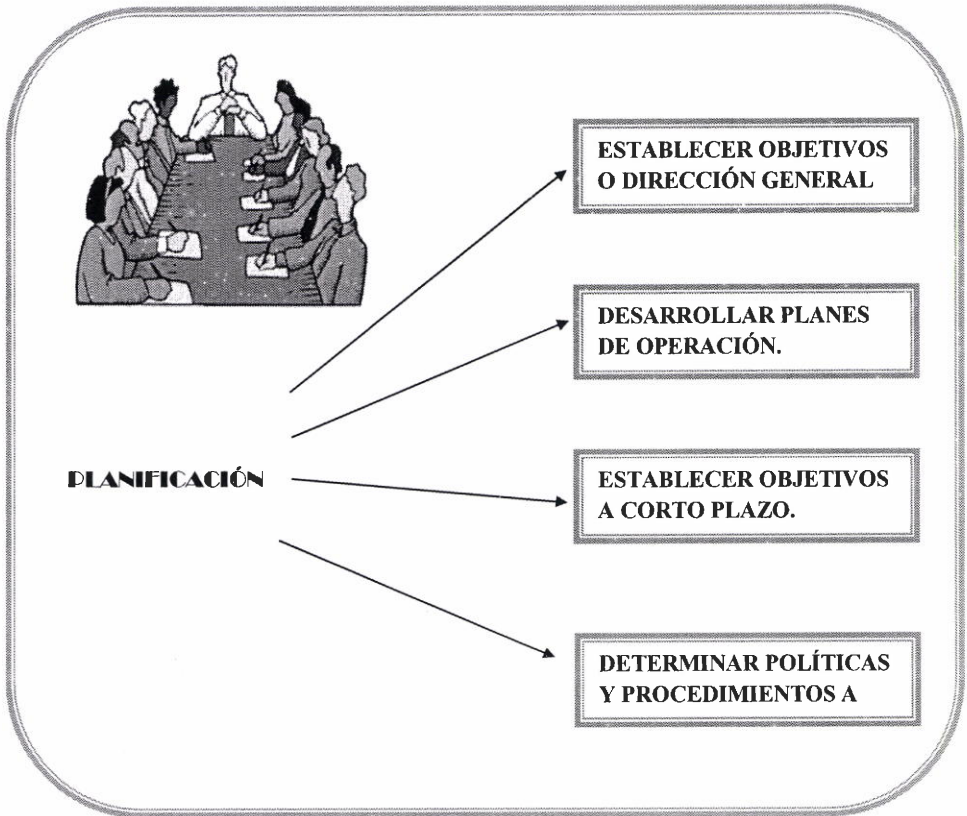 ESTABLECER OBJETIVOS
O DIRECCIÓN GENERAL
DESARROLLAR PLANES
DE OPERACIÓN.
PLANIFICACIÓN
ESTABLECER OBJETIVOS
A CORTO PLAZO.
DETERMINAR POLÍTICAS
Y PROCEDIMIENTOS A